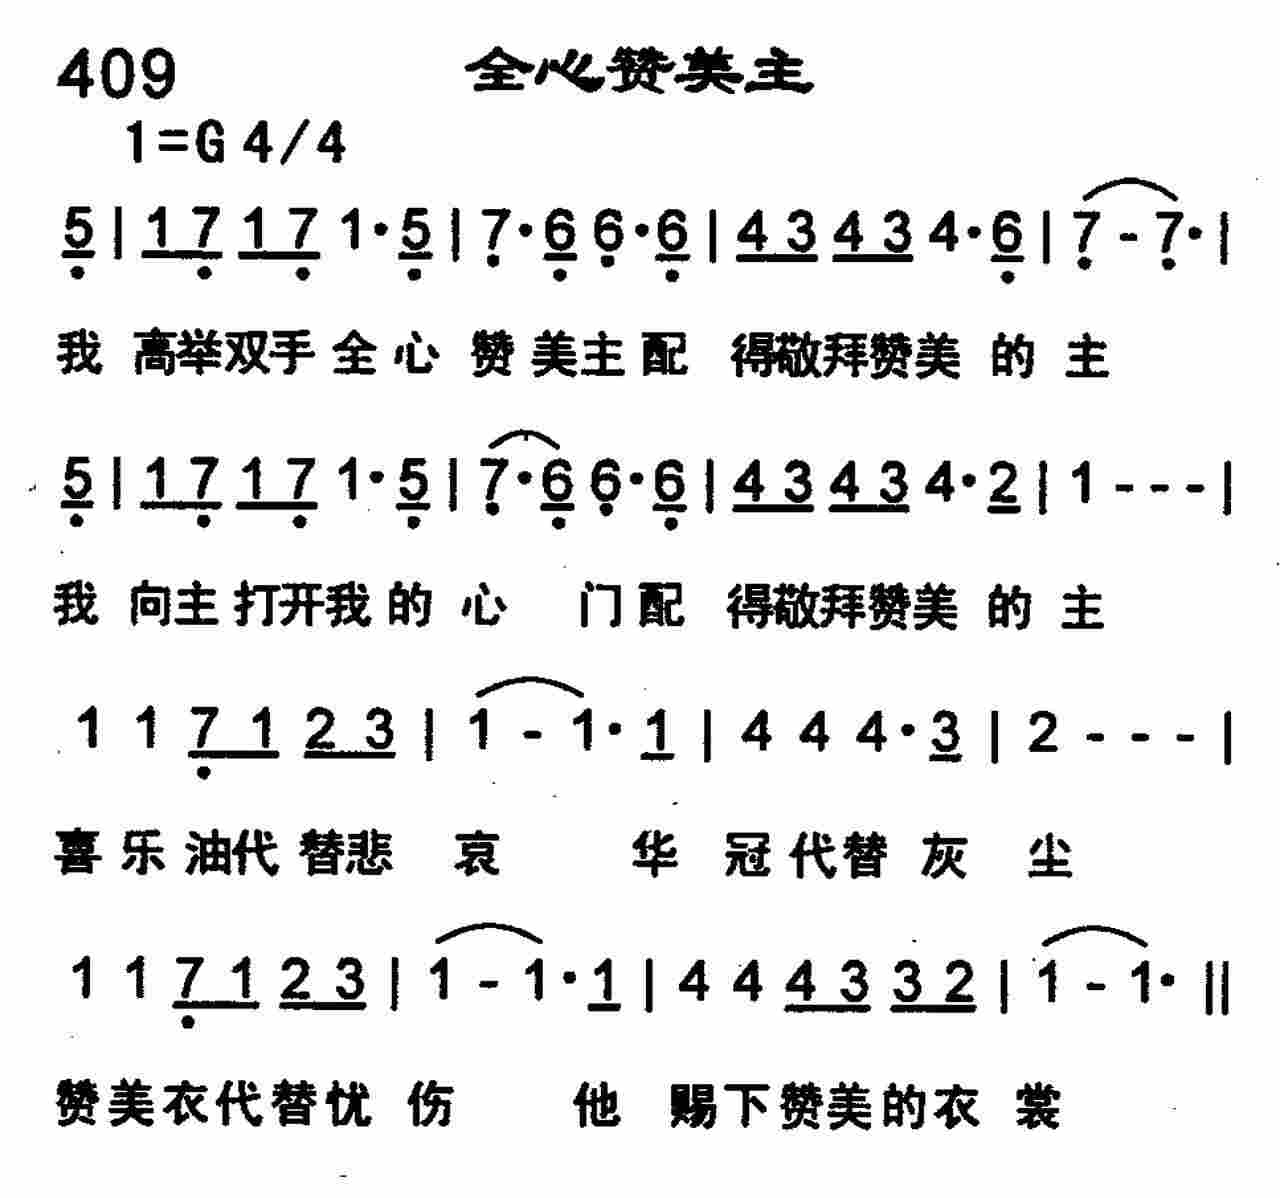 409 全心赞美主
1=G 4/4
5 | 1 7 1 7 1· 5 | 7· 6 6· 6 | 4 3 4 3 4· 6 | 7 - 7· |
我 高举双手 全 心 赞 美主 配 得敬拜赞美 的 主
5 | 1 7 1 7 1· 5 | 7· 6 6· 6 | 4 3 4 3 4· 2 | 1 - - - |
我 向主 打开我 的 心 门配 得敬拜赞美 的 主
1 1 7 1 2 3 | 1 - 1· 1 | 4 4 4· 3 | 2 - - - |
喜 乐 油代 替悲 哀 华 冠 代替 灰 尘
1 1 7 1 2 3 | 1 - 1· 1 | 4 4 4 3 3 2 | 1 - 1· ||
赞 美 衣代 替忧 伤 他 赐下 赞美的衣 裳